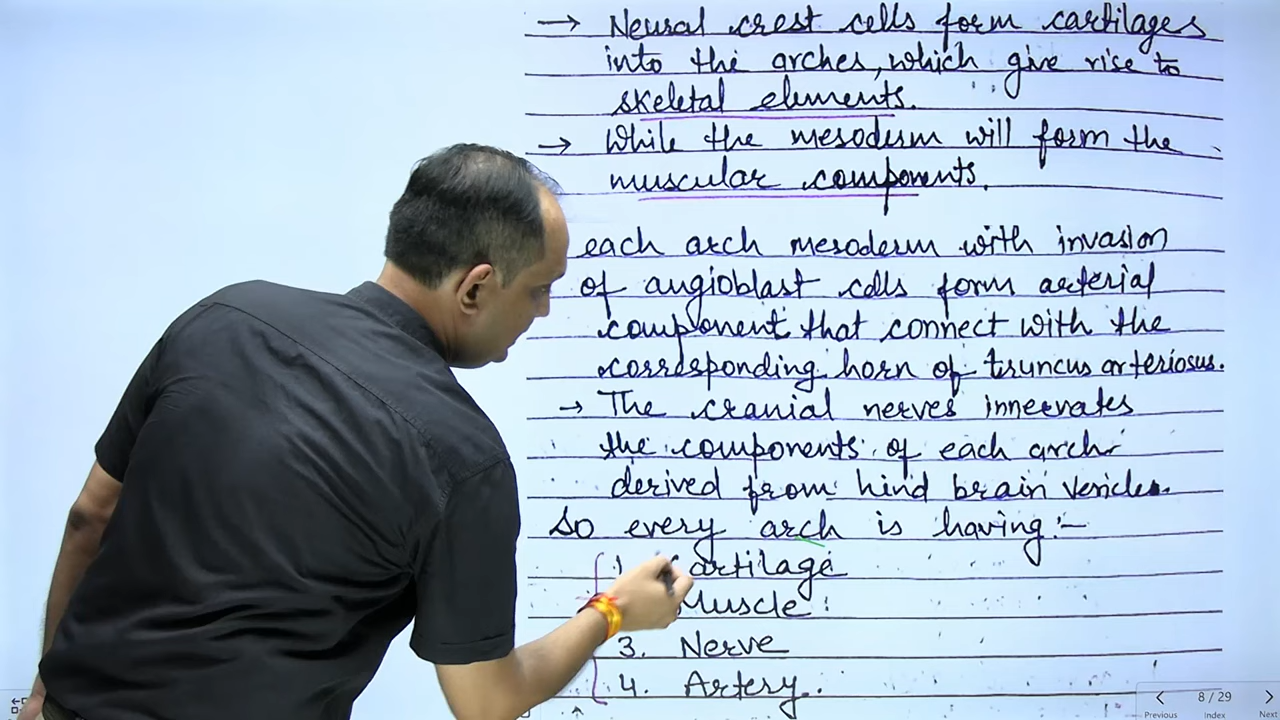 → Neural crest cells form cartilages
into the arches, which give rise to
skeletal elements.
→ While the mesoderm will form the
muscular components.
each arch mesoderm with invasion
of angioblast cells form arterial
component that connect with the
corresponding horn of truncus arteriosus.
→ The cranial nerves innervates
the components of each arch
derived from hind brain vesicles.
So every arch is having:-
1. Cartilage
Muscle
3. Nerve
4. Artery.
8 / 29
Previous Index Next